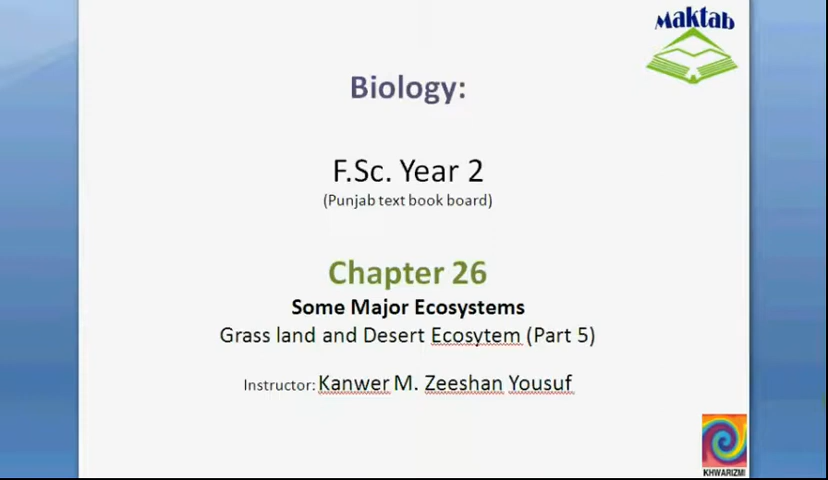 Maktab
Biology:
F.Sc. Year 2
(Punjab text book board)
Chapter 26
Some Major Ecosystems
Grass land and Desert Ecosytem (Part 5)
Instructor: Kanwer M. Zeeshan Yousuf
KHWARIZMI